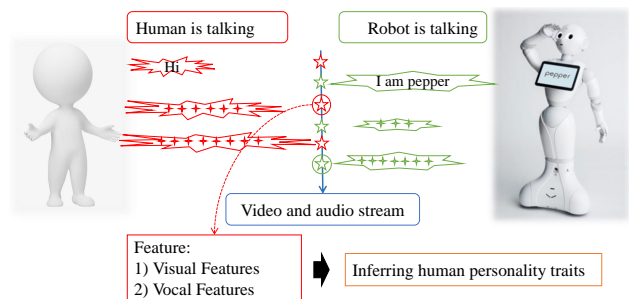 Human is talking
Robot is talking
Hi
I am pepper
pepper
Video and audio stream
Feature:
1) Visual Features
2) Vocal Features
Inferring human personality traits